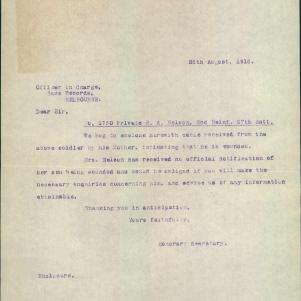 26th August, 1916.
Officer in Charge,
Base Records,
MELBOURNE.
Dear Sir,
No. 1750 Private R. A. Nelson, 2nd Reinf. 57th Batt.
We beg to enclose herewith cable received from the
above soldier by his Mother, intimating that he is wounded.
Mrs. Nelson has received no official notification of
her son being wounded and would be obliged if you will make the
necessary enquiries concerning him, and advise us of any information
obtainable.
Thanking you in anticipation,
Yours faithfully,
Honorary Secretary.
Enclosure.